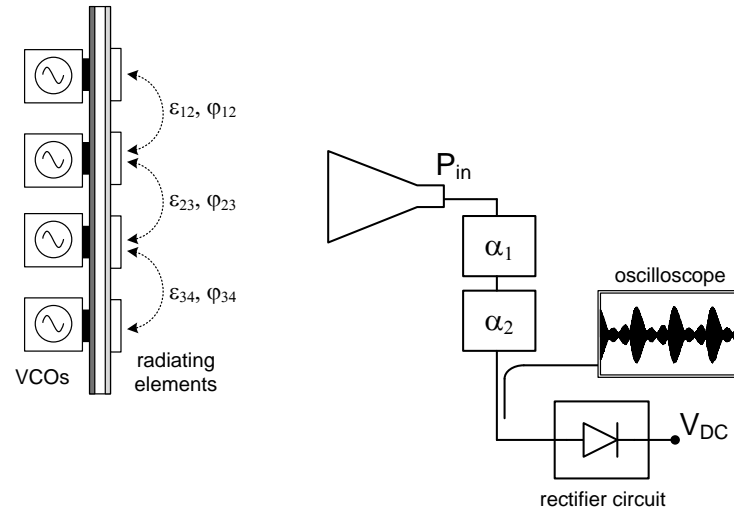 ε12, φ12
ε23, φ23
ε34, φ34
VCOs
radiating
elements
Pin
α1
α2
oscilloscope
VDC
rectifier circuit